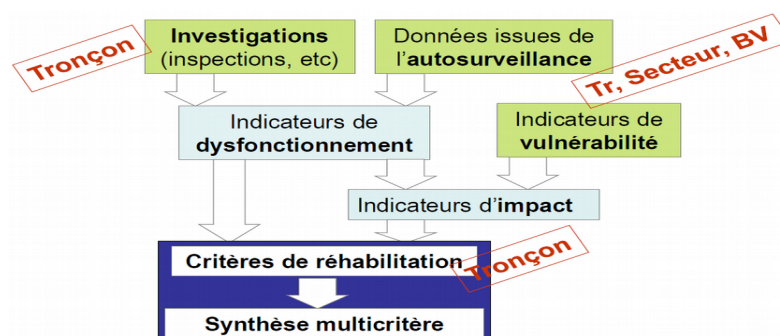 Tronçon
Investigations
(inspections, etc)
Données issues de
l'autosurveillance
Tr, Secteur, BV
Indicateurs de
dysfonctionnement
Indicateurs de
vulnérabilité
Indicateurs d'impact
Critères de réhabilitation
Tronçon
Synthèse multicritère